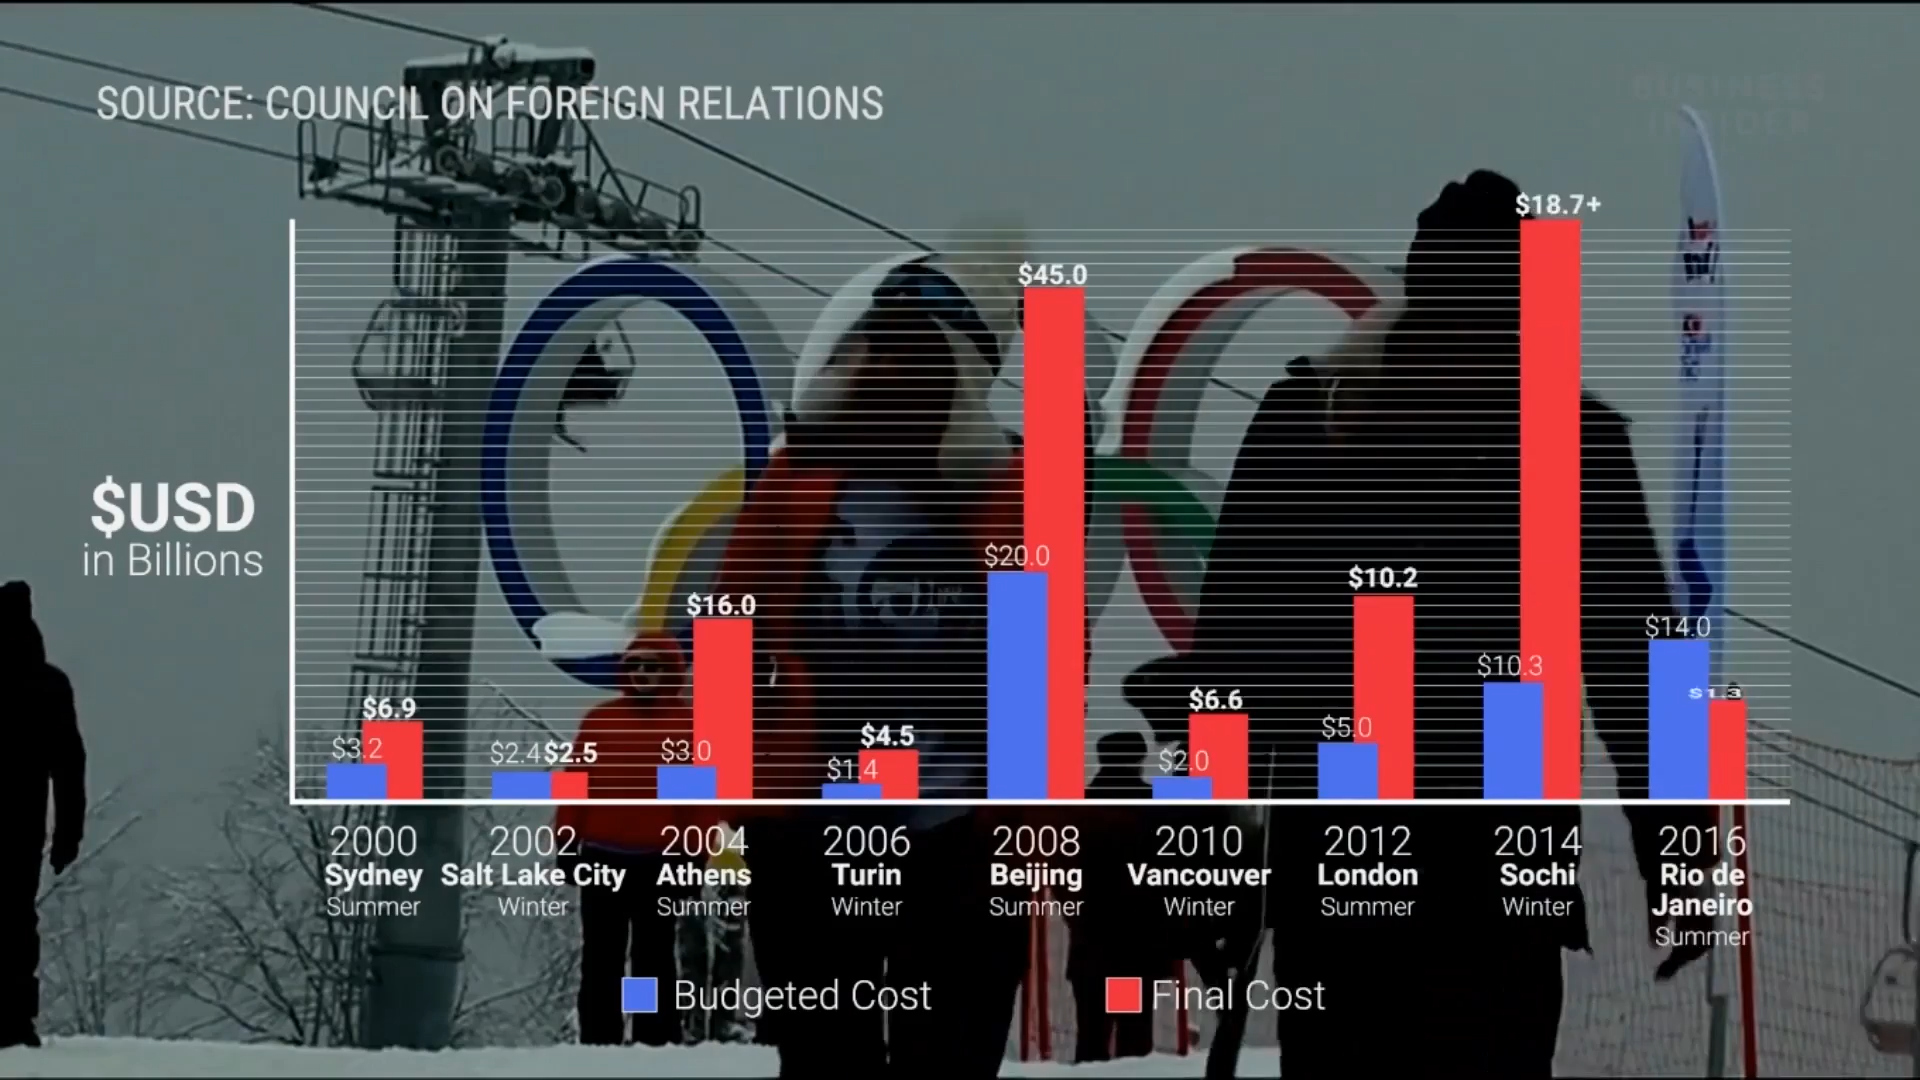 BUSINESS
INSIDER
SOURCE: COUNCIL ON FOREIGN RELATIONS
$USD
in Billions
$3.2
$6.9
$2.4
$2.5
$3.0
$16.0
$1.4
$4.5
$20.0
$45.0
$2.0
$6.6
$5.0
$10.2
$10.3
$18.7+
$14.0
$1.3
2000
Sydney
Summer
2002
Salt Lake City
Winter
2004
Athens
Summer
2006
Turin
Winter
2008
Beijing
Summer
2010
Vancouver
Winter
2012
London
Summer
2014
Sochi
Winter
2016
Rio de
Janeiro
Summer
Budgeted Cost
Final Cost